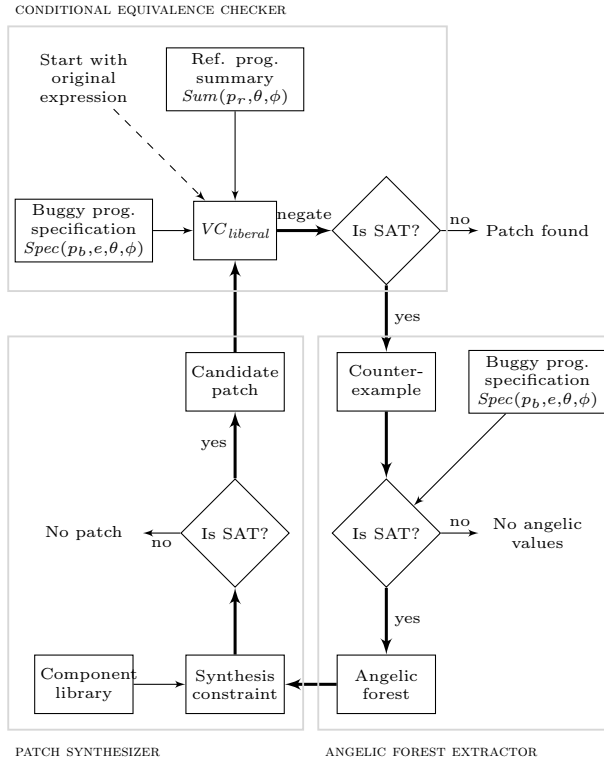 CONDITIONAL EQUIVALENCE CHECKER
Start with
original
expression
Ref. prog.
summary
Sum(p_r,θ,ϕ)
Buggy prog.
specification
Spec(p_b,e,θ,ϕ)
VC_liberal
negate
Is SAT?
no
Patch found
yes
Candidate
patch
Counter-
example
Buggy prog.
specification
Spec(p_b,e,θ,ϕ)
yes
No patch
no
Is SAT?
Is SAT?
no
No angelic
values
yes
Component
library
Synthesis
constraint
Angelic
forest
PATCH SYNTHESIZER
ANGELIC FOREST EXTRACTOR